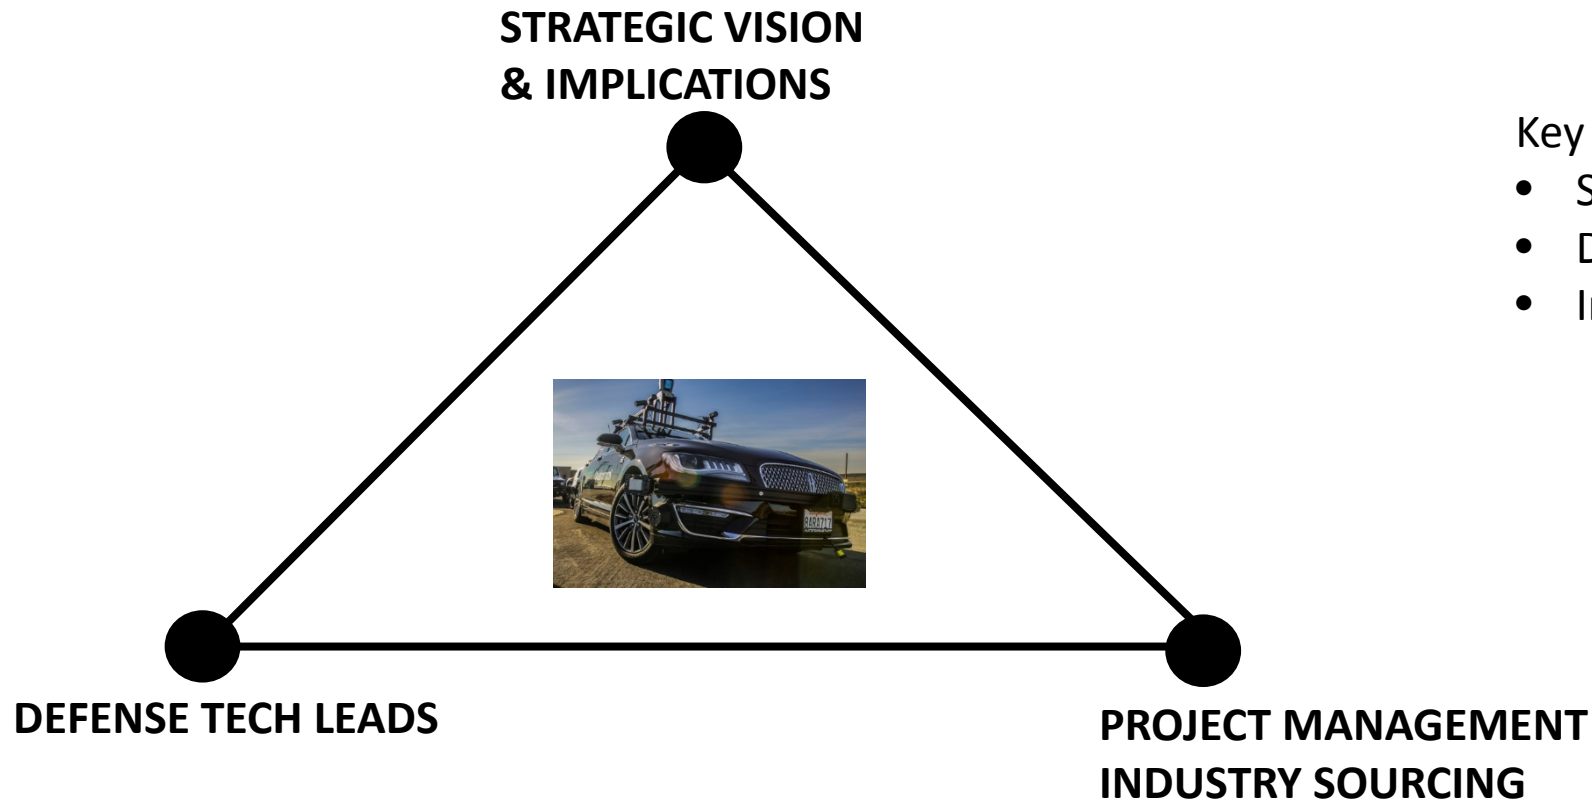 STRATEGIC VISION
& IMPLICATIONS
Key
DEFENSE TECH LEADS
PROJECT MANAGEMENT
INDUSTRY SOURCING